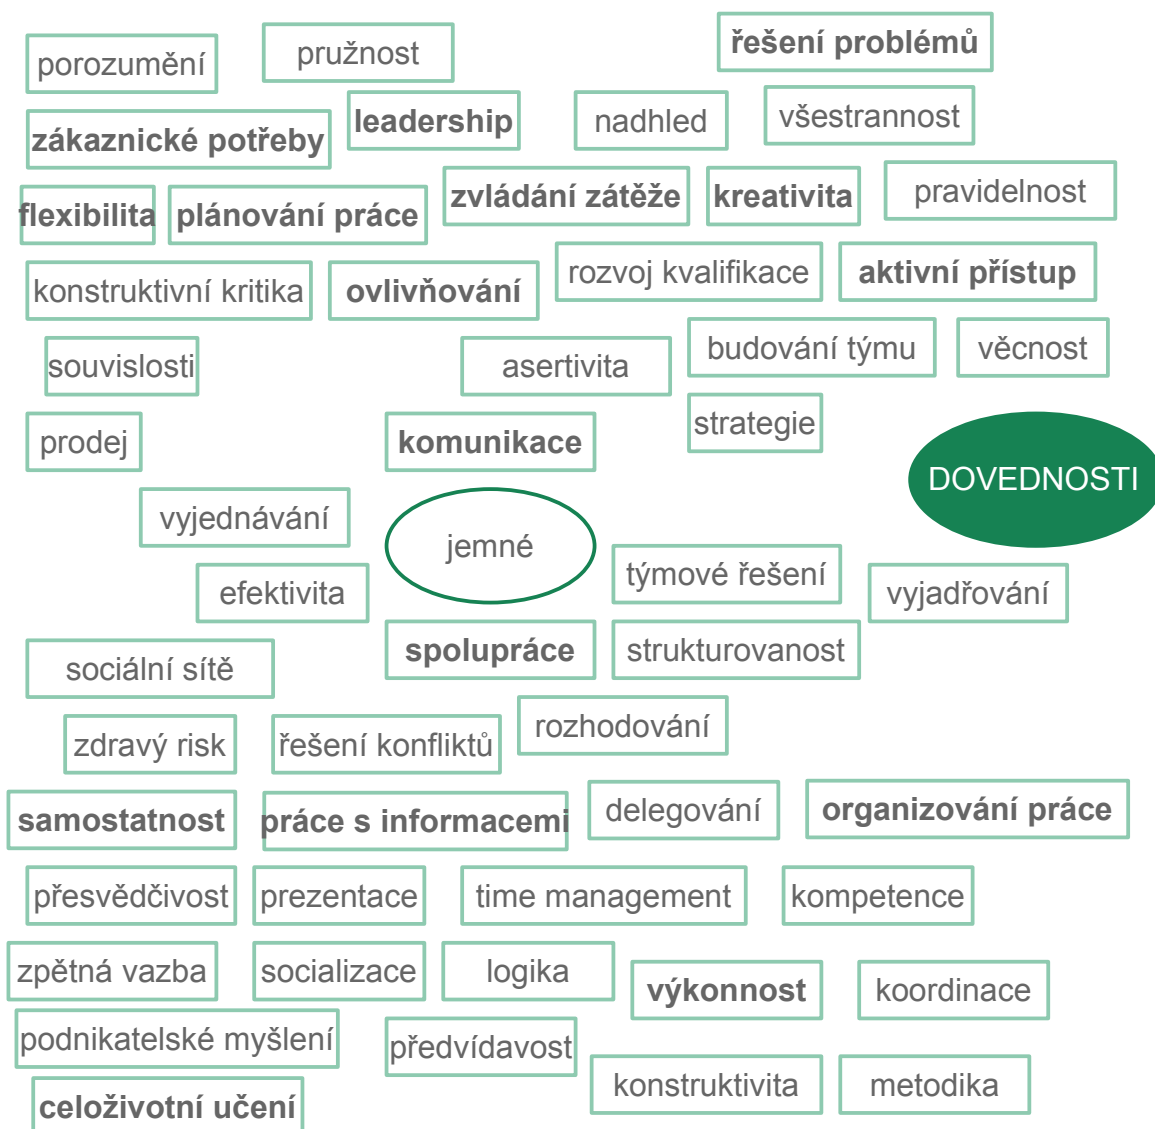 porozumění
pružnost
řešení problémů
zákaznické potřeby
leadership
nadhled
všestrannost
flexibilita
plánování práce
zvládání zátěže
kreativita
pravidelnost
konstruktivní kritika
ovlivňování
rozvoj kvalifikace
aktivní přístup
souvislosti
asertivita
budování týmu
věcnost
prodej
komunikace
strategie
DOVEDNOSTI
vyjednávání
jemné
týmové řešení
efektivita
vyjadřování
sociální sítě
spolupráce
strukturovanost
zdravý risk
řešení konfliktů
rozhodování
samostatnost
práce s informacemi
delegování
organizování práce
přesvědčivost
prezentace
time management
kompetence
zpětná vazba
socializace
logika
výkonnost
koordinace
podnikatelské myšlení
předvídavost
konstruktivita
metodika
celoživotní učení